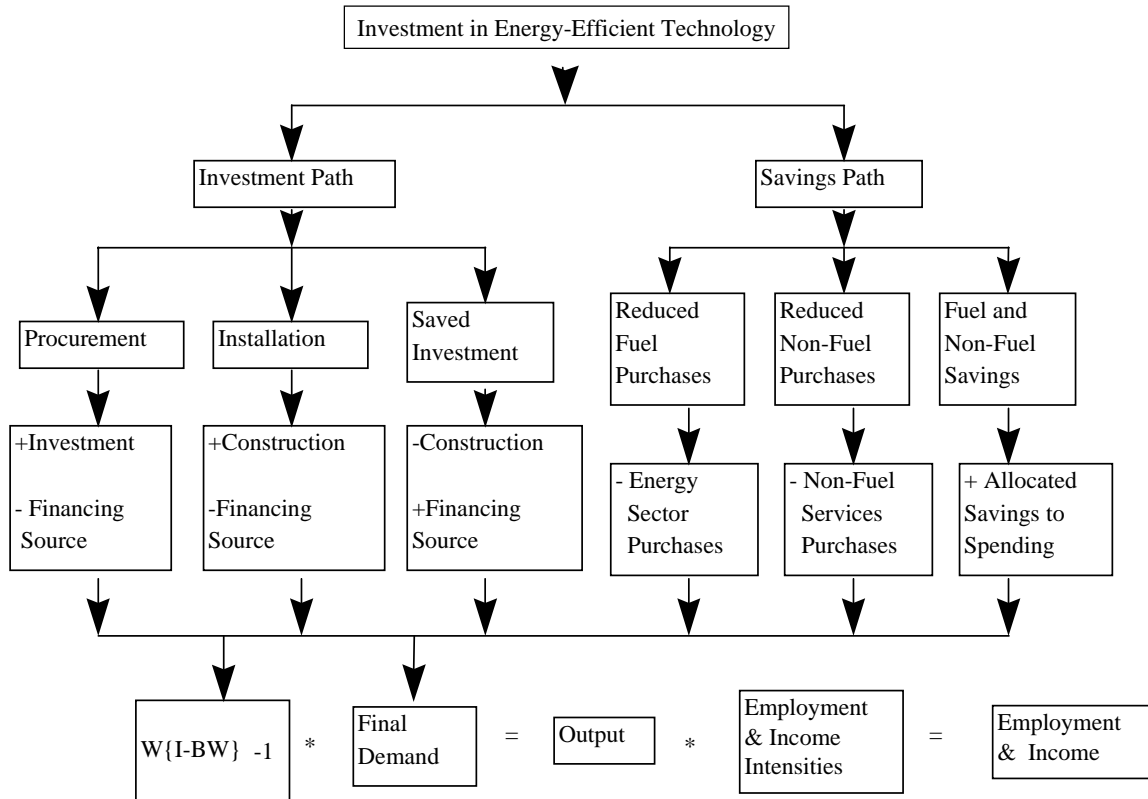 Investment in Energy-Efficient Technology
Investment Path
Savings Path
Procurement
Installation
Saved
Investment
Reduced
Fuel
Purchases
Reduced
Non-Fuel
Purchases
Fuel and
Non-Fuel
Savings
+Investment
- Financing
Source
+Construction
-Financing
Source
-Construction
+Financing
Source
- Energy
Sector
Purchases
- Non-Fuel
Services
Purchases
+ Allocated
Savings to
Spending
W{I-BW} -1
*
Final
Demand
=
Output
*
Employment
& Income
Intensities
=
Employment
& Income